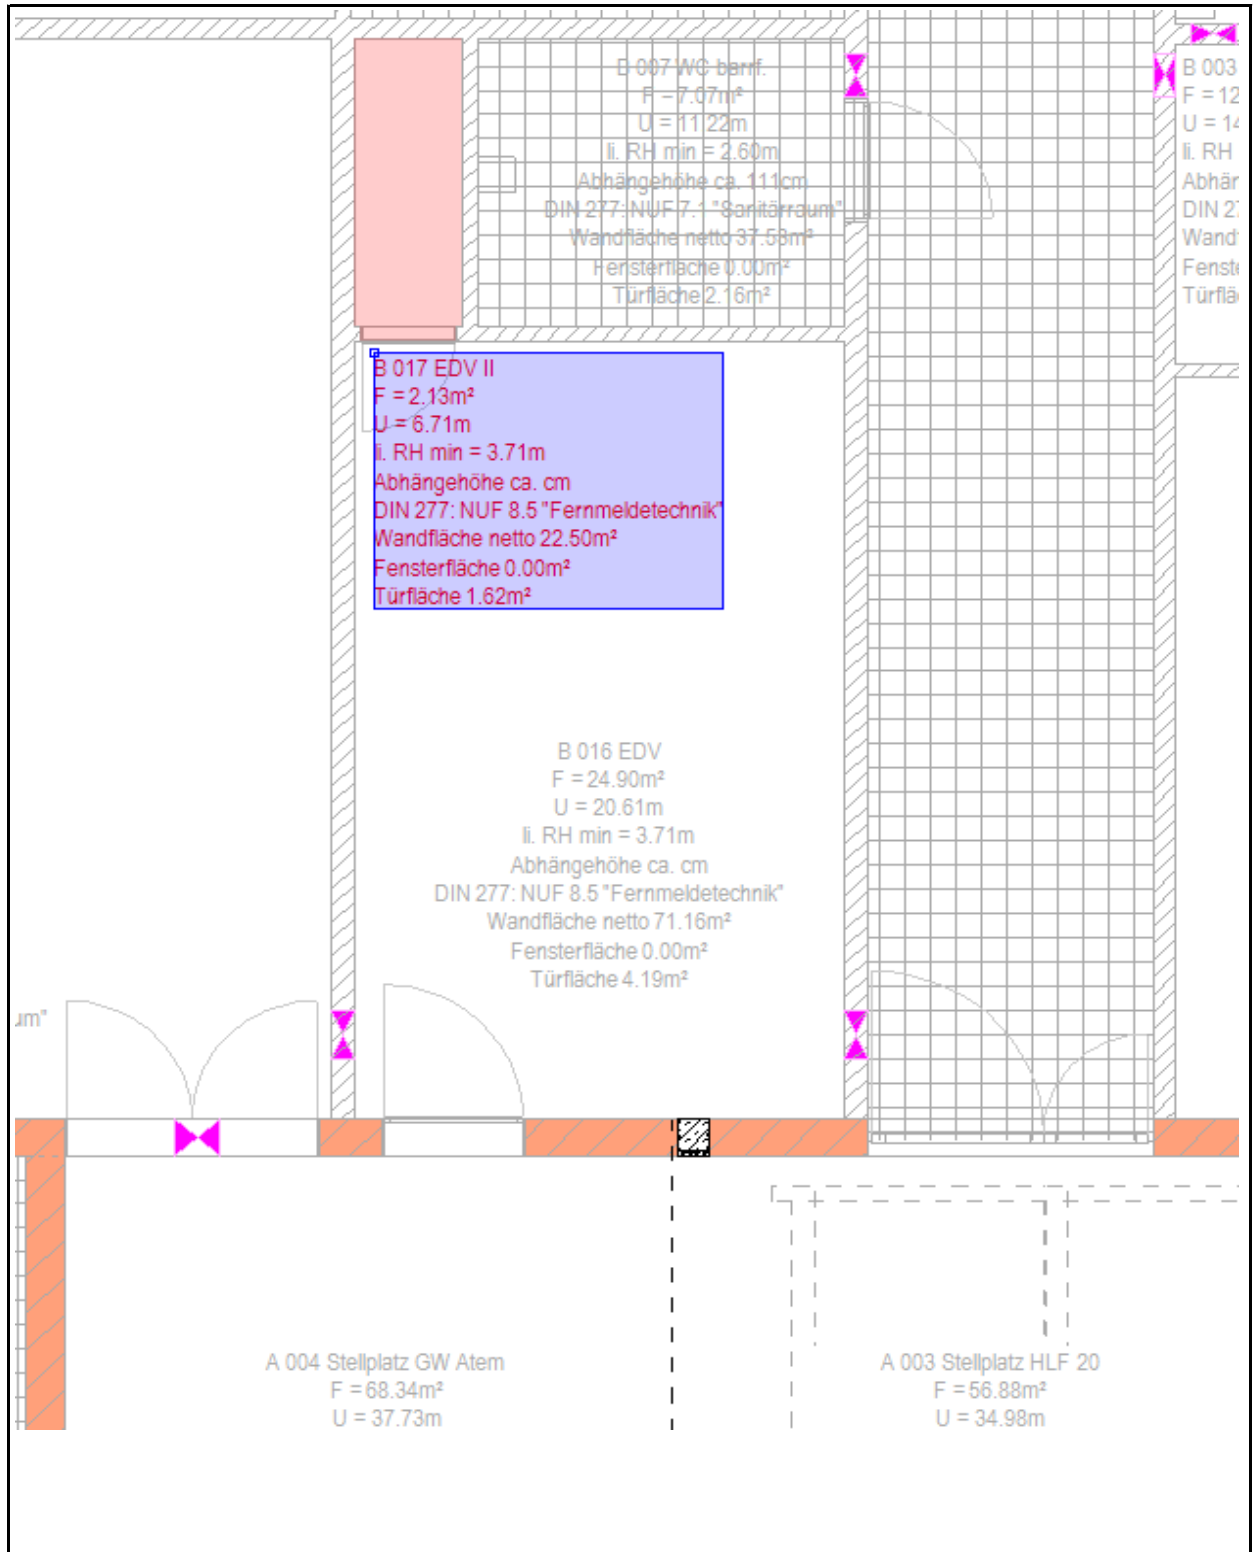 B 007 WC barrf.
F = 7.07m²
U = 11.22m
li. RH min = 2.60m
Abhängehöhe ca. 111cm
DIN 277: NUF 7.1 "Sanitärraum"
Wandfläche netto 37.53m²
Fensterfläche 0.00m²
Türfläche 2.16m²
B 003
F = 12
U = 14
li. RH
Abhän
DIN 27
Wandf
Fenste
Türflä
B 017 EDV II
F = 2.13m²
U = 6.71m
li. RH min = 3.71m
Abhängehöhe ca. cm
DIN 277: NUF 8.5 "Fernmeldetechnik"
Wandfläche netto 22.50m²
Fensterfläche 0.00m²
Türfläche 1.62m²
B 016 EDV
F = 24.90m²
U = 20.61m
li. RH min = 3.71m
Abhängehöhe ca. cm
DIN 277: NUF 8.5 "Fernmeldetechnik"
Wandfläche netto 71.16m²
Fensterfläche 0.00m²
Türfläche 4.19m²
um"
A 004 Stellplatz GW Atem
F = 68.34m²
U = 37.73m
A 003 Stellplatz HLF 20
F = 56.88m²
U = 34.98m